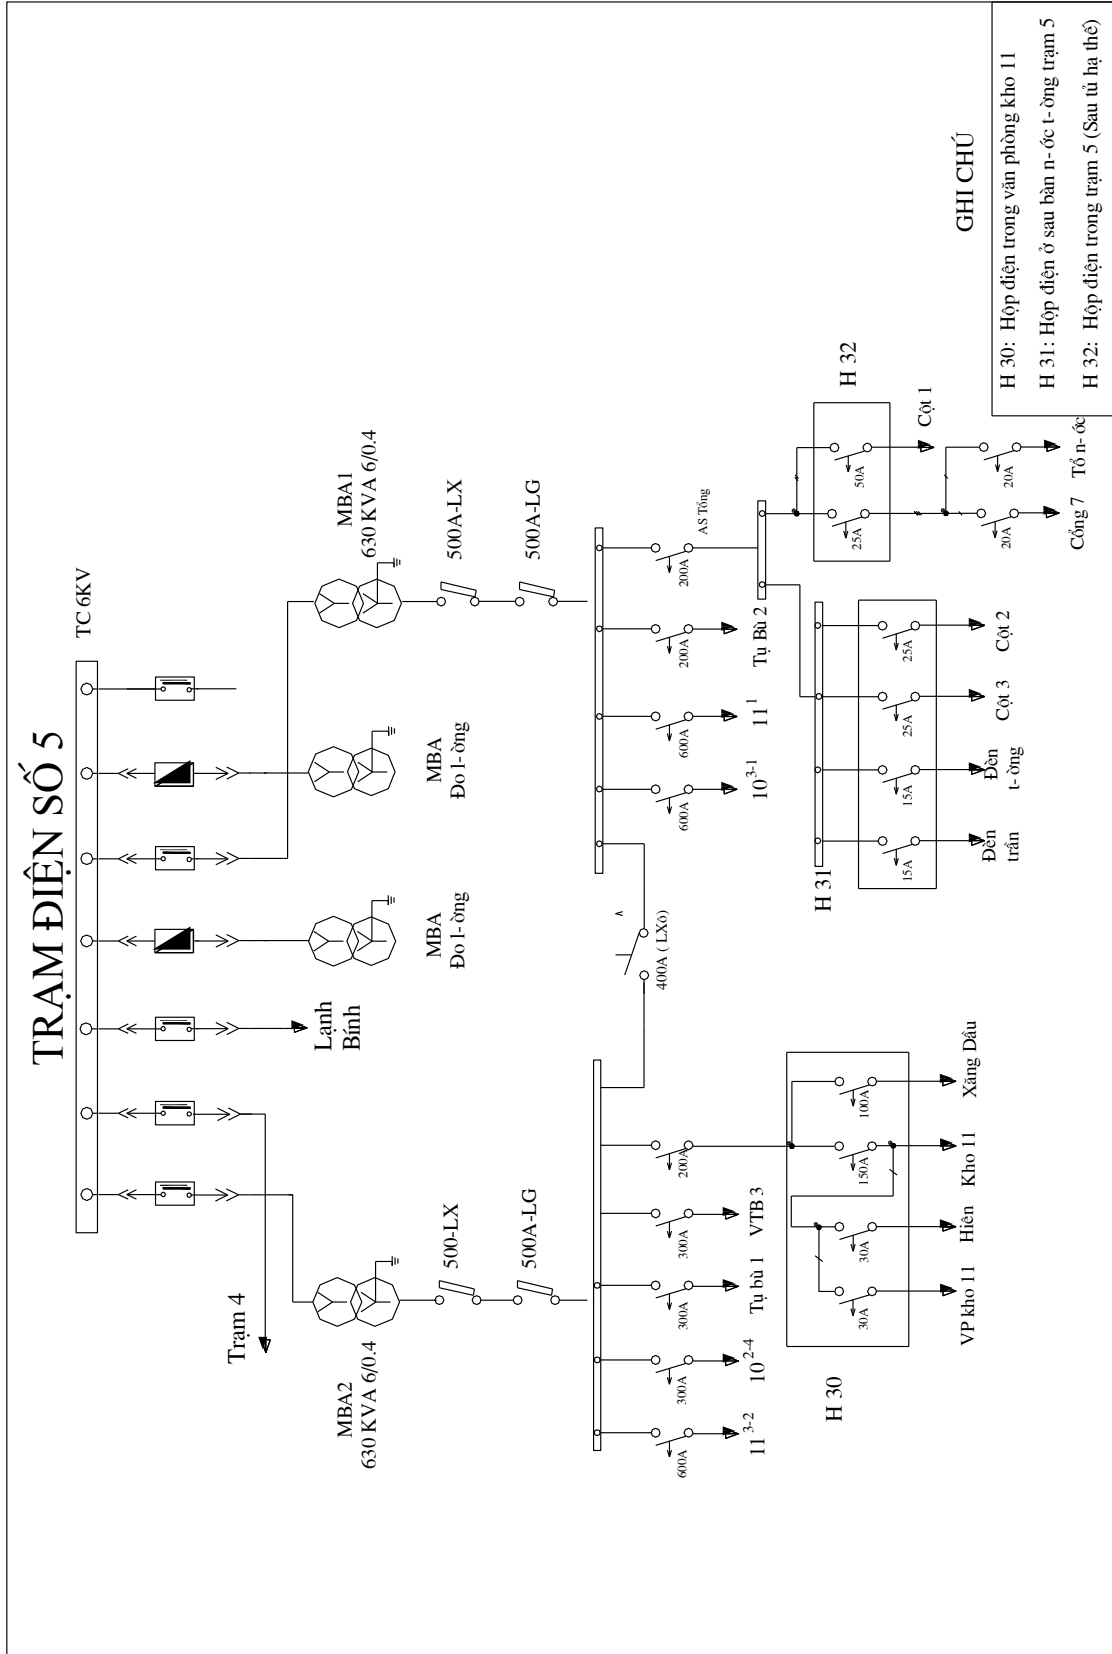 TRẠM ĐIỆN SỐ 5
TC 6KV
Trạm 4
Lạnh
Bính
MBA
Đo l-ờng
MBA
Đo l-ờng
MBA2
630 KVA 6/0.4
MBA1
630 KVA 6/0.4
500-LX
500A-LX
500A-LG
500A-LG
600A
300A
300A
300A
200A
11 3-2
10 2-4
Tụ bù 1
VTB 3
400A ( LXô)
^
600A
600A
200A
200A
AS Tổng
10 3-1
11 1
Tụ Bù 2
H 30
30A
30A
150A
100A
VP kho 11
Hiên
Kho 11
Xăng Dầu
H 31
15A
15A
25A
25A
Đèn
trần
Đèn
t-ờng
Cột 3
Cột 2
H 32
25A
50A
Cột 1
20A
20A
Cổng 7
Tổ n-ớc
GHI CHÚ
H 30: Hộp điện trong văn phòng kho 11
H 31: Hộp điện ở sau bàn n-ớc t-ờng trạm 5
H 32: Hộp điện trong trạm 5 (Sau tủ hạ thế)